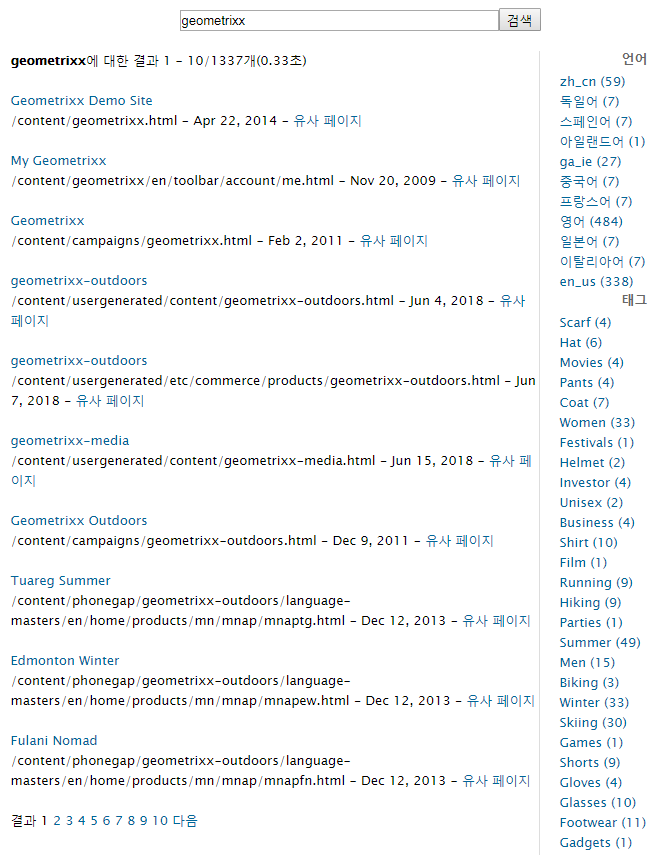 geometrixx
검색
geometrixx에 대한 결과 1 - 10/1337개(0.33초)
Geometrixx Demo Site
/content/geometrixx.html - Apr 22, 2014 - 유사 페이지
My Geometrixx
/content/geometrixx/en/toolbar/account/me.html - Nov 20, 2009 - 유사 페이지
Geometrixx
/content/campaigns/geometrixx.html - Feb 2, 2011 - 유사 페이지
geometrixx-outdoors
/content/usergenerated/content/geometrixx-outdoors.html - Jun 4, 2018 - 유사
페이지
geometrixx-outdoors
/content/usergenerated/etc/commerce/products/geometrixx-outdoors.html - Jun
7, 2018 - 유사 페이지
geometrixx-media
/content/usergenerated/content/geometrixx-media.html - Jun 15, 2018 - 유사 페
이지
Geometrixx Outdoors
/content/campaigns/geometrixx-outdoors.html - Dec 9, 2011 - 유사 페이지
Tuareg Summer
/content/phonegap/geometrixx-outdoors/language-
masters/en/home/products/mn/mnap/mnaptg.html - Dec 12, 2013 - 유사 페이지
Edmonton Winter
/content/phonegap/geometrixx-outdoors/language-
masters/en/home/products/mn/mnap/mnapew.html - Dec 12, 2013 - 유사 페이지
Fulani Nomad
/content/phonegap/geometrixx-outdoors/language-
masters/en/home/products/mn/mnap/mnapfn.html - Dec 12, 2013 - 유사 페이지
결과 1 2 3 4 5 6 7 8 9 10 다음
언어
zh_cn (59)
독일어 (7)
스페인어 (7)
아일랜드어 (1)
ga_ie (27)
중국어 (7)
프랑스어 (7)
영어 (484)
일본어 (7)
이탈리아어 (7)
en_us (338)
태그
Scarf (4)
Hat (6)
Movies (4)
Pants (4)
Coat (7)
Women (33)
Festivals (1)
Helmet (2)
Investor (4)
Unisex (2)
Business (4)
Shirt (10)
Film (1)
Running (9)
Hiking (9)
Parties (1)
Summer (49)
Men (15)
Biking (3)
Winter (33)
Skiing (30)
Games (1)
Shorts (9)
Gloves (4)
Glasses (10)
Footwear (11)
Gadgets (1)